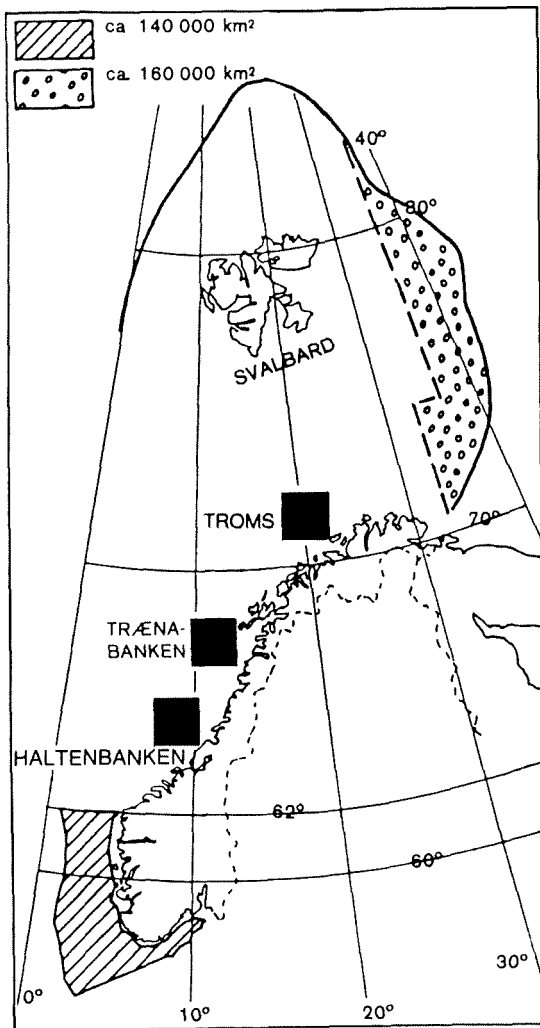 ca 140 000 km²
ca. 160 000 km²
40°
80°
SVALBARD
TROMS
70°
TRÆNA-
BANKEN
HALTENBANKEN
62°
60°
0°
10°
20°
30°